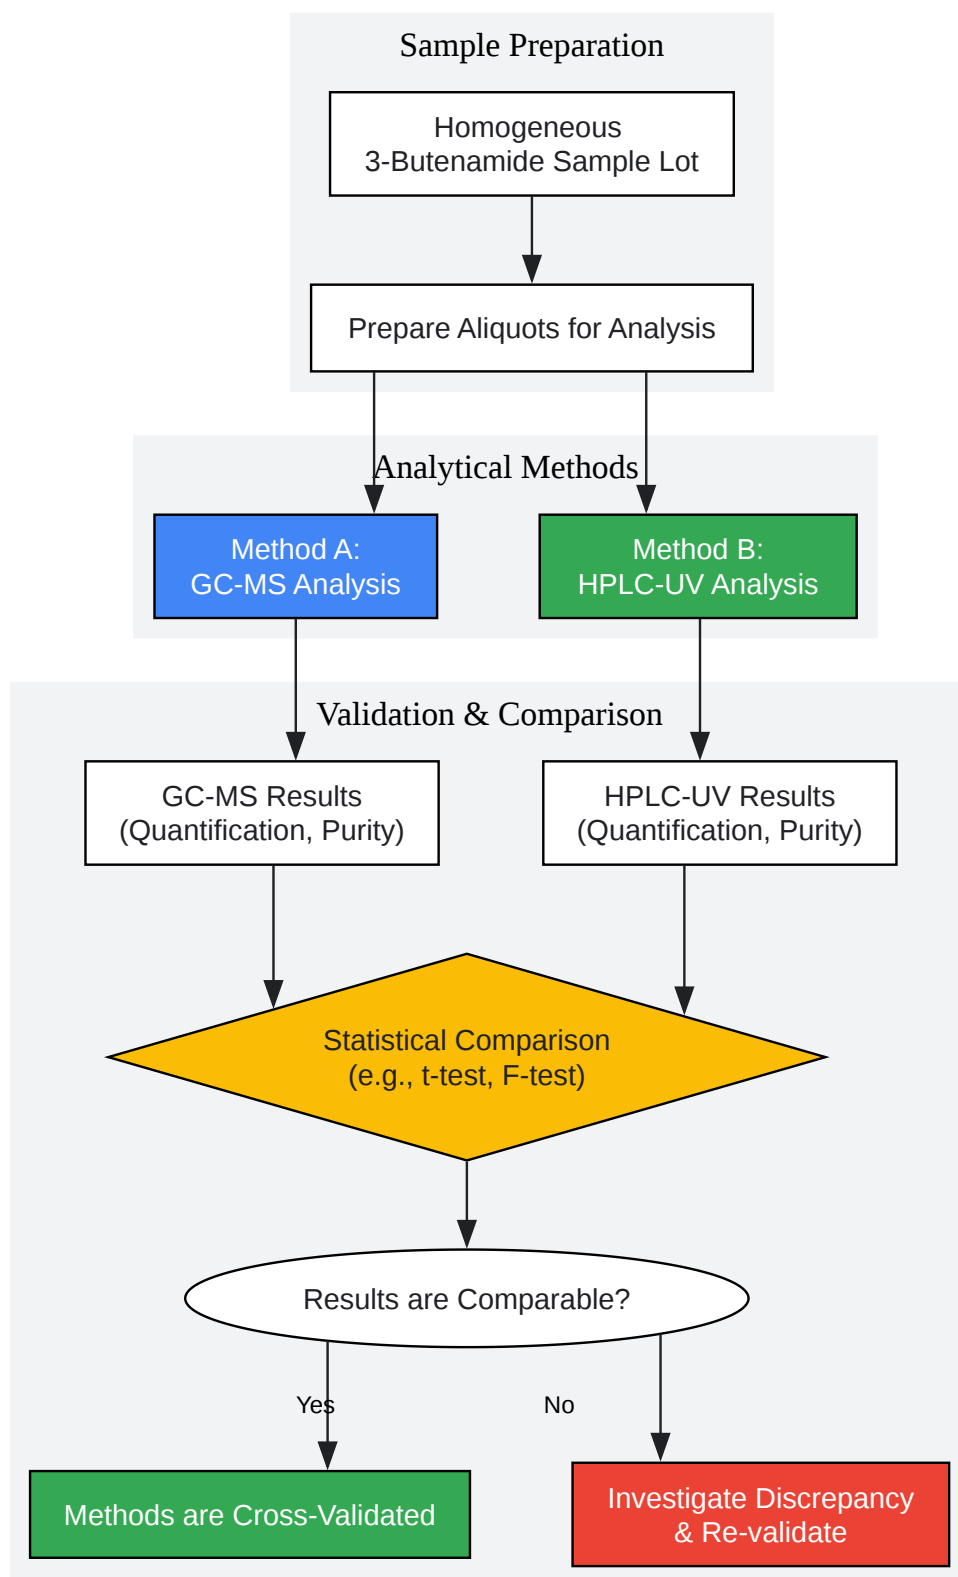 Sample Preparation
Homogeneous
3-Butenamide Sample Lot
Prepare Aliquots for Analysis
Analytical Methods
Method A:
GC-MS Analysis
Method B:
HPLC-UV Analysis
Validation & Comparison
GC-MS Results
(Quantification, Purity)
HPLC-UV Results
(Quantification, Purity)
Statistical Comparison
(e.g., t-test, F-test)
Results are Comparable?
Yes
No
Methods are Cross-Validated
Investigate Discrepancy
& Re-validate